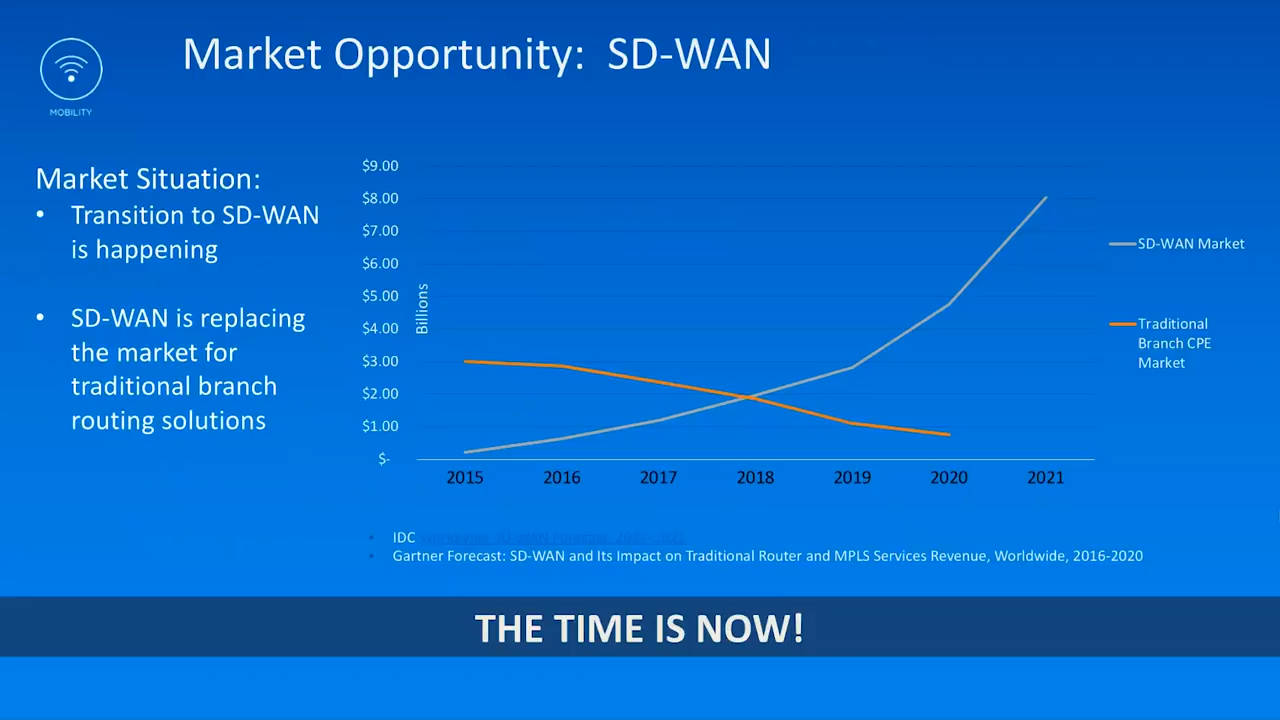 Market Opportunity: SD-WAN
MOBILITY
Market Situation:
• Transition to SD-WAN
is happening
• SD-WAN is replacing
the market for
traditional branch
routing solutions
$9.00
$8.00
$7.00
$6.00
$5.00
$4.00
$3.00
$2.00
$1.00
$-
Billions
2015 2016 2017 2018 2019 2020 2021
SD-WAN Market
Traditional
Branch CPE
Market
• IDC
• Gartner Forecast: SD-WAN and Its Impact on Traditional Router and MPLS Services Revenue, Worldwide, 2016-2020
THE TIME IS NOW!